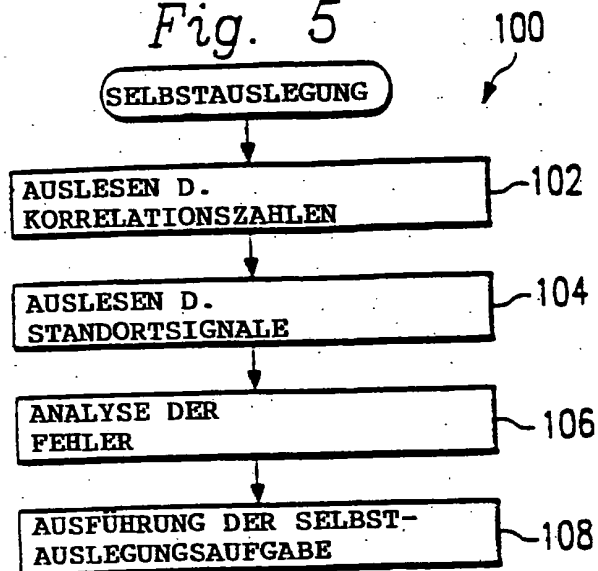 Fig. 5
100
SELBSTAUSLEGUNG
AUSLESEN D.
KORRELATIONSZAHLEN
102
AUSLESEN D.
STANDORTSIGNALE
104
ANALYSE DER
FEHLER
106
AUSFÜHRUNG DER SELBST-
AUSLEGUNGSAUFGABE
108